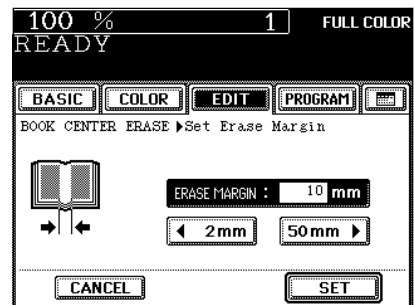 100 % 1 FULL COLOR
READY
BASIC COLOR EDIT PROGRAM
BOOK CENTER ERASE ▶Set Erase Margin
ERASE MARGIN : 10 mm
◀ 2mm 50mm ▶
CANCEL SET